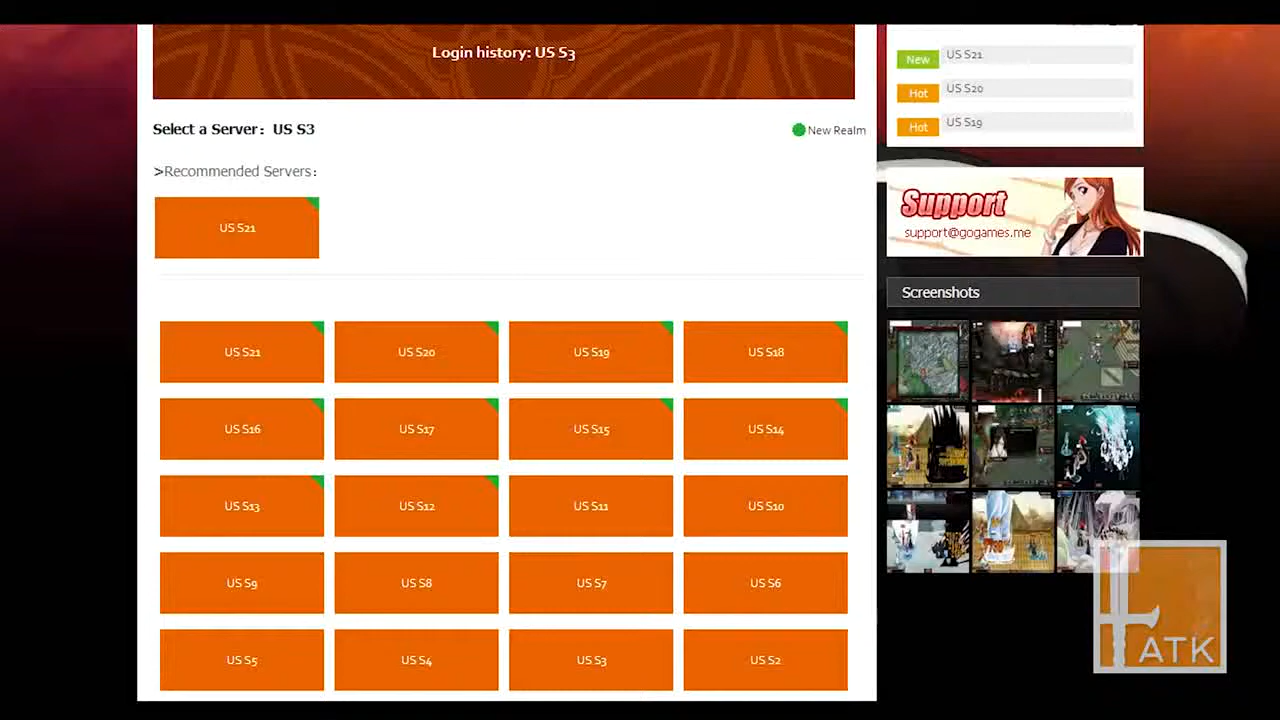 Login history: US S3
Select a Server：US S3
New Realm
>Recommended Servers：
US S21
US S21
US S20
US S19
US S18
US S16
US S17
US S15
US S14
US S13
US S12
US S11
US S10
US S9
US S8
US S7
US S6
US S5
US S4
US S3
US S2
New US S21
Hot US S20
Hot US S19
Support
support@gogames.me
Screenshots
ATK